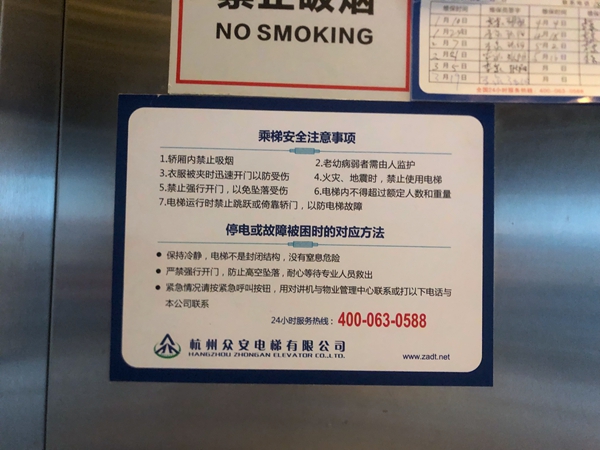 禁止吸烟
NO SMOKING
乘梯安全注意事项
1.轿厢内禁止吸烟
2.老幼病弱者需由人监护
3.衣服被夹时迅速开门以防受伤
4.火灾、地震时，禁止使用电梯
5.禁止强行开门，以免坠落受伤
6.电梯内不得超过额定人数和重量
7.电梯运行时禁止跳跃或倚靠轿门，以防电梯故障
停电或故障被困时的对应方法
● 保持冷静，电梯不是封闭结构，没有窒息危险
● 严禁强行开门，防止高空坠落，耐心等待专业人员救出
● 紧急情况请按紧急呼叫按钮，用对讲机与物业管理中心联系或打以下电话与
本公司联系
24小时服务热线：400-063-0588
杭州众安电梯有限公司
HANGZHOU ZHONGAN ELEVATOR CO.,LTD.
www.zadt.net